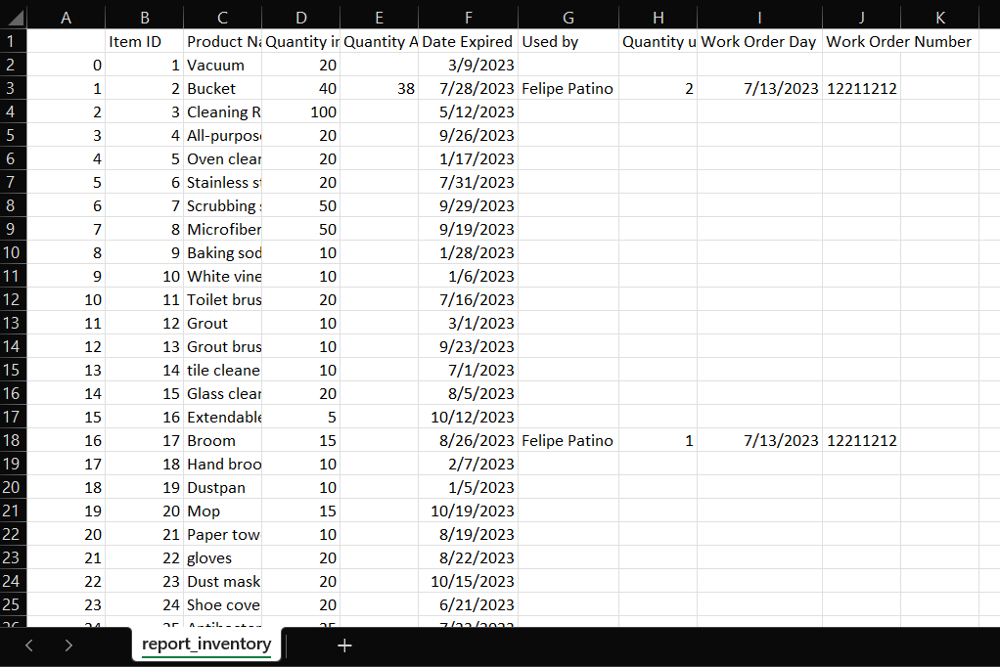 A B C D E F G H I J K
1 Item ID Product Na Quantity in Quantity A Date Expired Used by Quantity u Work Order Day Work Order Number
2 0 1 Vacuum 20 3/9/2023
3 1 2 Bucket 40 38 7/28/2023 Felipe Patino 2 7/13/2023 12211212
4 2 3 Cleaning R 100 5/12/2023
5 3 4 All-purpos 20 9/26/2023
6 4 5 Oven clean 20 1/17/2023
7 5 6 Stainless st 20 7/31/2023
8 6 7 Scrubbing s 50 9/29/2023
9 7 8 Microfiber 50 9/19/2023
10 8 9 Baking sod 10 1/28/2023
11 9 10 White vine 10 1/6/2023
12 10 11 Toilet brus 20 7/16/2023
13 11 12 Grout 10 3/1/2023
14 12 13 Grout brus 10 9/23/2023
15 13 14 tile cleane 10 7/1/2023
16 14 15 Glass clear 20 8/5/2023
17 15 16 Extendable 5 10/12/2023
18 16 17 Broom 15 8/26/2023 Felipe Patino 1 7/13/2023 12211212
19 17 18 Hand broo 10 2/7/2023
20 18 19 Dustpan 10 1/5/2023
21 19 20 Mop 15 10/19/2023
22 20 21 Paper tow 10 8/19/2023
23 21 22 gloves 20 8/22/2023
24 22 23 Dust mask 20 10/15/2023
25 23 24 Shoe cove 20 6/21/2023
26 24 25 25
report_inventory